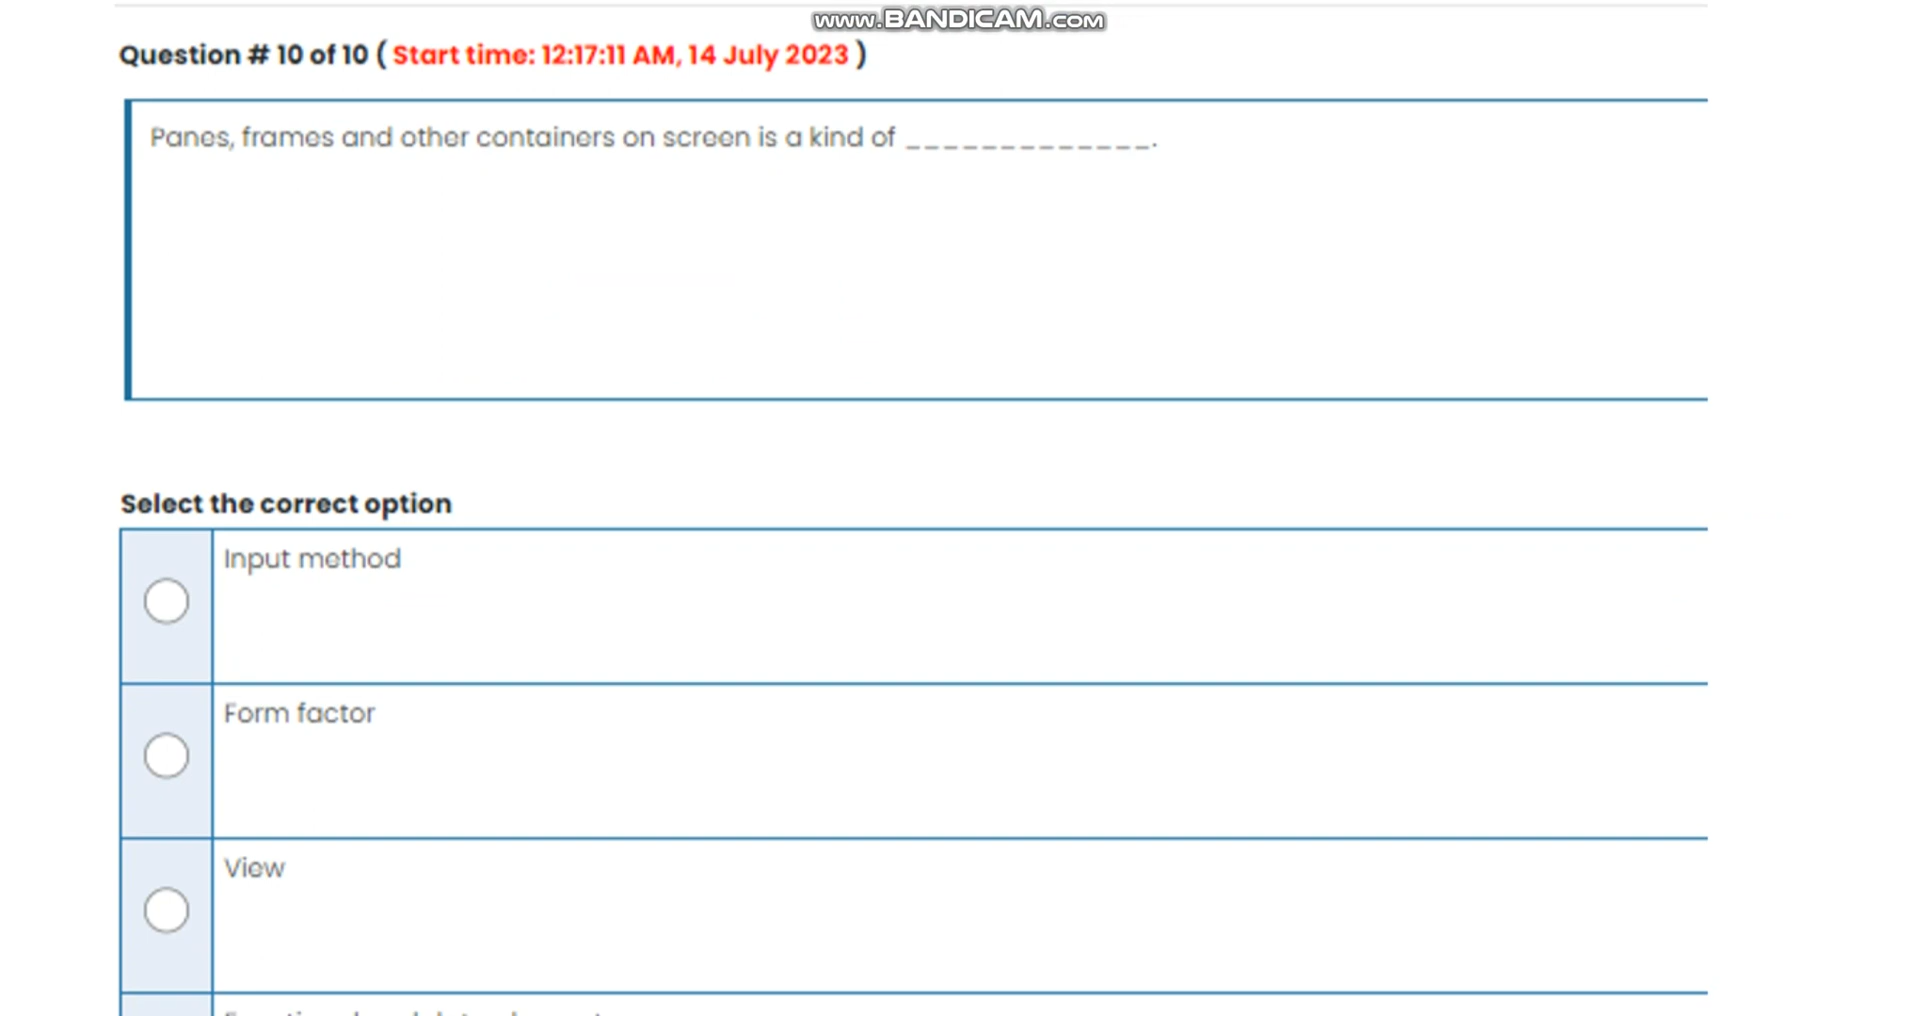 www.BANDICAM.com
Question # 10 of 10 ( Start time: 12:17:11 AM, 14 July 2023 )
Panes, frames and other containers on screen is a kind of _____________.
Select the correct option
Input method
Form factor
View